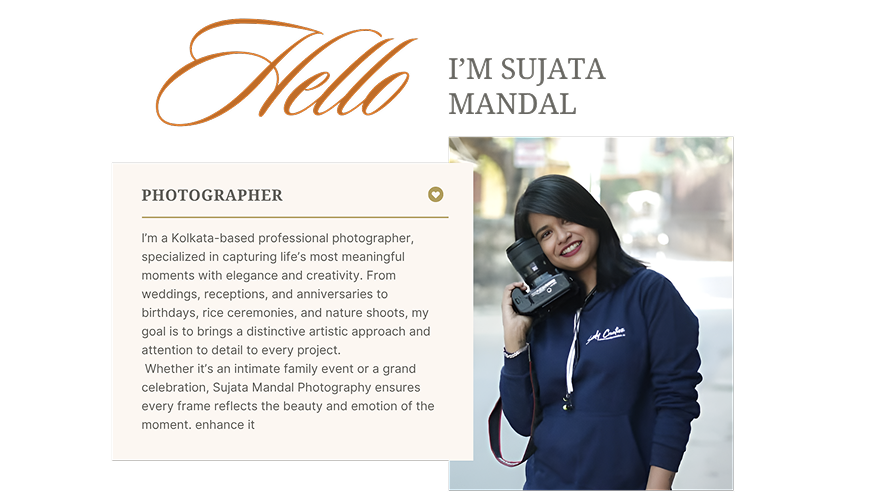 Hello
I’M SUJATA
MANDAL
PHOTOGRAPHER
I’m a Kolkata-based professional photographer,
specialized in capturing life’s most meaningful
moments with elegance and creativity. From
weddings, receptions, and anniversaries to
birthdays, rice ceremonies, and nature shoots, my
goal is to brings a distinctive artistic approach and
attention to detail to every project.
Whether it’s an intimate family event or a grand
celebration, Sujata Mandal Photography ensures
every frame reflects the beauty and emotion of the
moment. enhance it